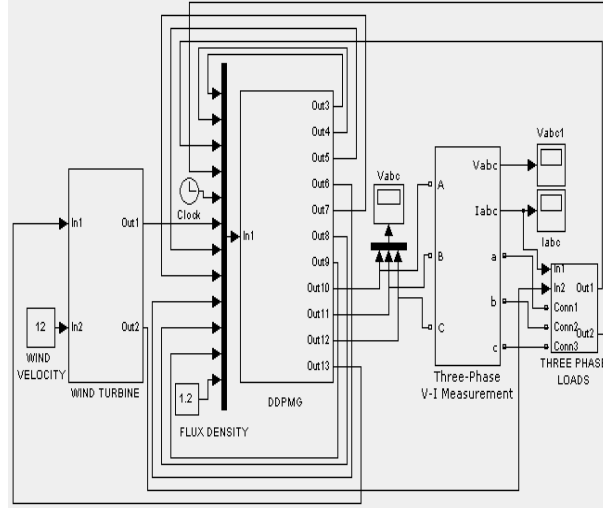 Out3
Out4
Out5
Out6
Out7
Out8
Out9
Out10
Out11
Out12
Out13
In1
DDPMG
Clock
1.2
FLUX DENSITY
In1
In2
Out1
Out2
WIND TURBINE
12
WIND
VELOCITY
Vabc
A
B
C
Vabc
Iabc
a
b
c
Three-Phase
V-I Measurement
Vabc1
Iabc
In1
In2
Conn1
Conn2
Conn3
Out1
Out2
THREE PHASE
LOADS